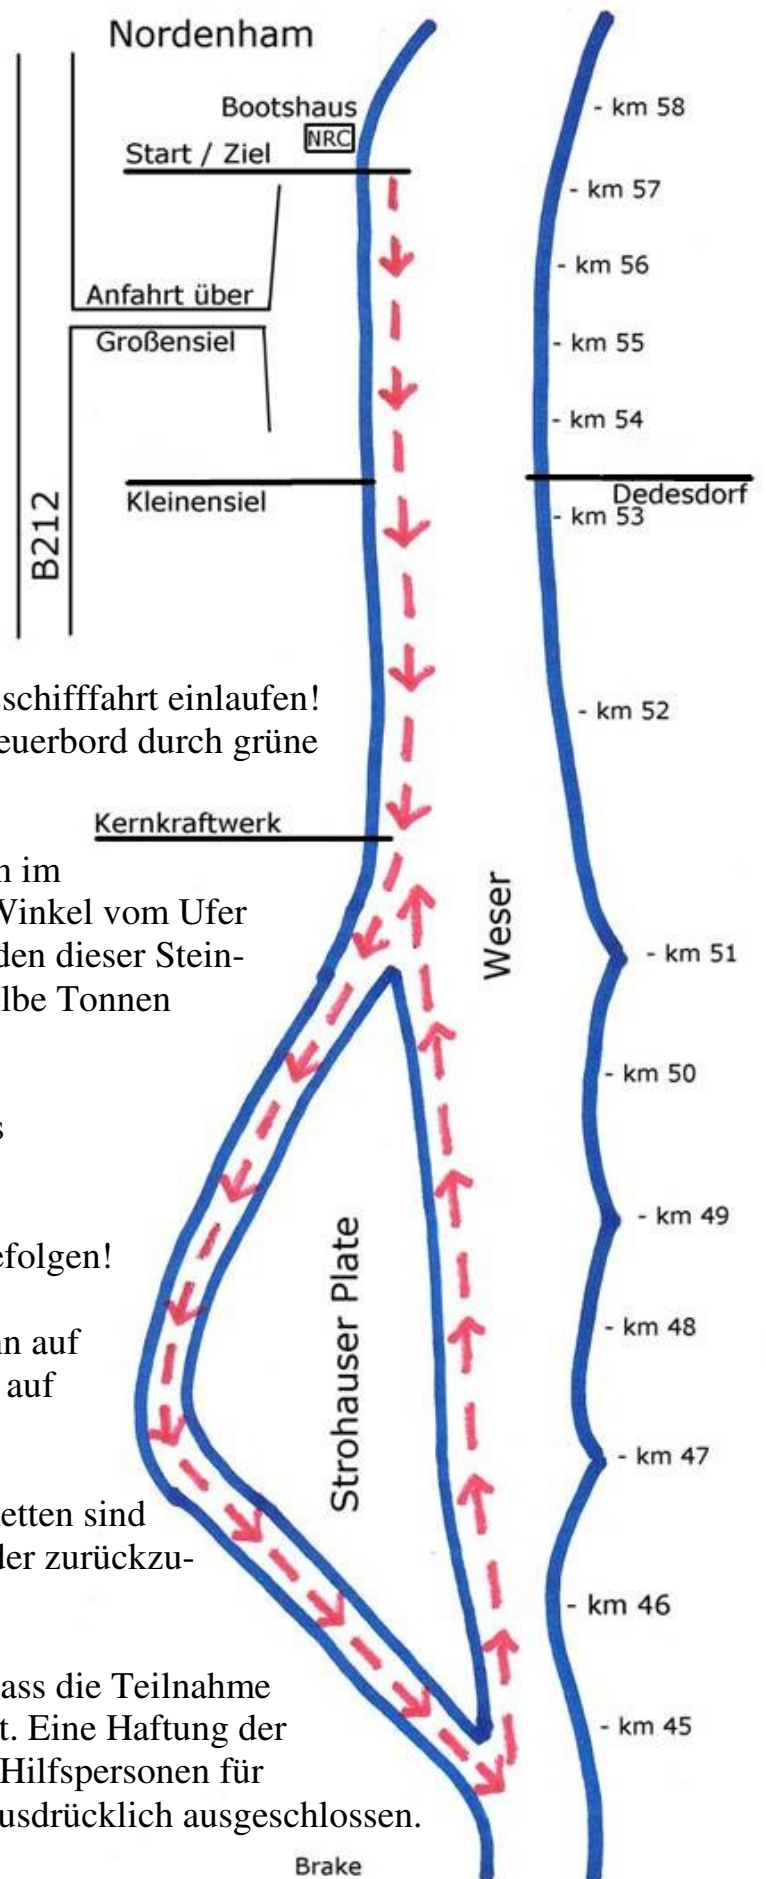 Nordenham
Bootshaus
- km 58
NRC
Start / Ziel
- km 57
- km 56
Anfahrt über
Großensiel
- km 55
- km 54
Kleinensiel
Dedesdorf
- km 53
B212
schifffahrt einlaufen!
- km 52
euerbord durch grüne
Kernkraftwerk
n im
Winkel vom Ufer
den dieser Stein-
elbe Tonnen
Weser
- km 51
- km 50
s
- km 49
efolgen!
Strohauser Plate
- km 48
nn auf
auf
- km 47
etten sind
der zurückzu-
- km 46
ass die Teilnahme
t. Eine Haftung der
- km 45
Hilfspersonen für
usdrücklich ausgeschlossen.
Brake